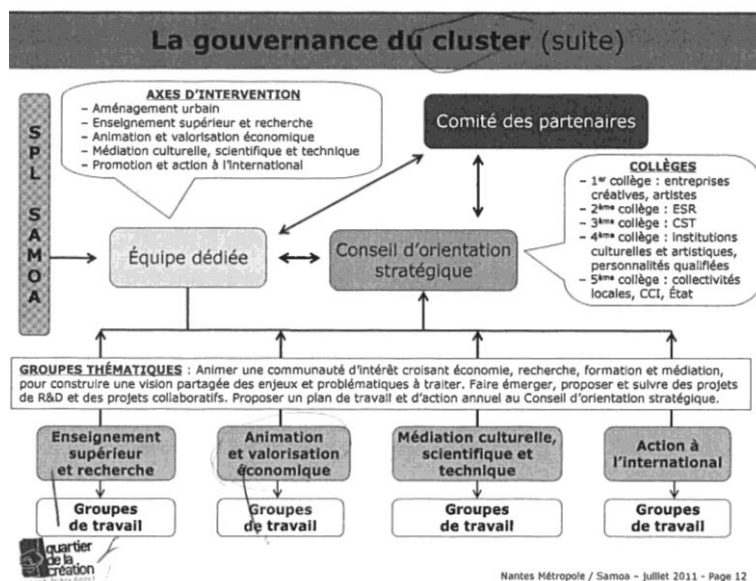 La gouvernance du cluster (suite)
AXES D'INTERVENTION
– Aménagement urbain
– Enseignement supérieur et recherche
– Animation et valorisation économique
– Médiation culturelle, scientifique et technique
– Promotion et action à l'international
SPL SAMOA
Comité des partenaires
COLLÈGES
– 1er collège : entreprises
créatives, artistes
– 2ème collège : ESR
– 3ème collège : CST
– 4ème collège : institutions
culturelles et artistiques,
personnalités qualifiées
– 5ème collège : collectivités
locales, CCI, État
Équipe dédiée
Conseil d'orientation
stratégique
GROUPES THÉMATIQUES : Animer une communauté d'intérêt croisant économie, recherche, formation et médiation,
pour construire une vision partagée des enjeux et problématiques à traiter. Faire émerger, proposer et suivre des projets
de R&D et des projets collaboratifs. Proposer un plan de travail et d'action annuel au Conseil d'orientation stratégique.
Enseignement
supérieur
et recherche
Animation
et valorisation
économique
Médiation culturelle,
scientifique et
technique
Action à
l'international
Groupes
de travail
Groupes
de travail
Groupes
de travail
Groupes
de travail
quartier
de la
création
Nantes Métropole / Samoa – juillet 2011 - Page 12